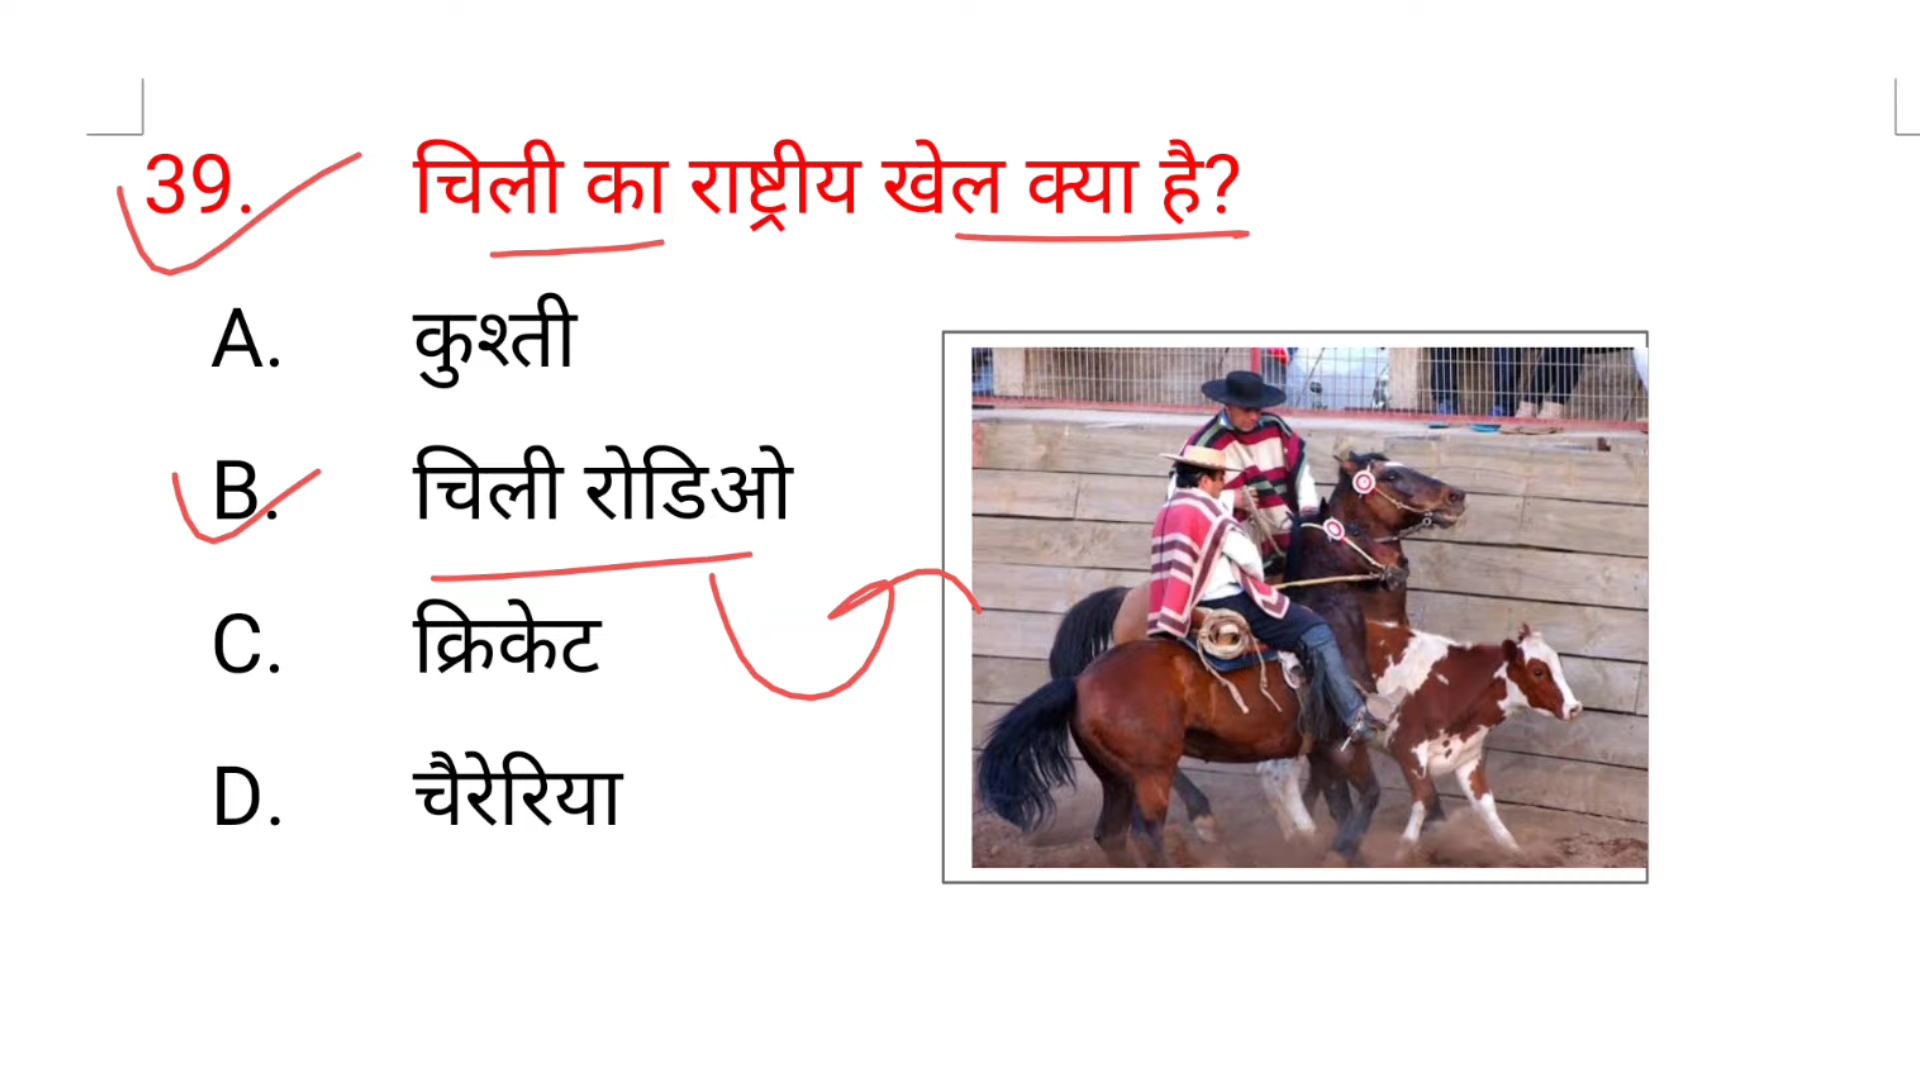 39. चिली का राष्ट्रीय खेल क्या है?
A. कुश्ती
B. चिली रोडिओ
C. क्रिकेट
D. चैरेरिया